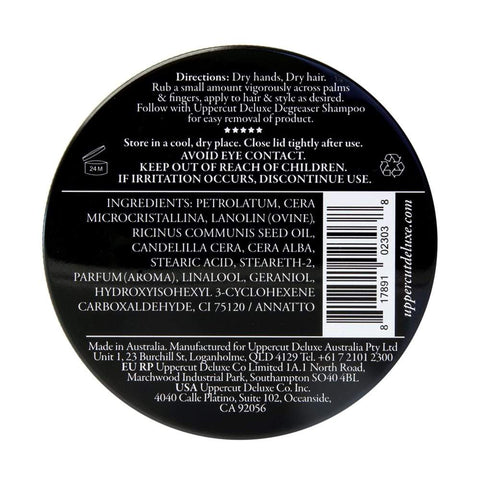 Directions: Dry hands, Dry hair.
Rub a small amount vigorously across palms
& fingers, apply to hair & style as desired.
Follow with Uppercut Deluxe Degreaser Shampoo
for easy removal of product.
★★★★★
Store in a cool, dry place. Close lid tightly after use.
AVOID EYE CONTACT.
KEEP OUT OF REACH OF CHILDREN.
IF IRRITATION OCCURS, DISCONTINUE USE.
24 M
INGREDIENTS: PETROLATUM, CERA
MICROCRISTALLINA, LANOLIN (OVINE),
RICINUS COMMUNIS SEED OIL,
CANDELILLA CERA, CERA ALBA,
STEARIC ACID, STEARETH-2,
PARFUM (AROMA), LINALOOL, GERANIOL,
HYDROXYISOHEXYL 3-CYCLOHEXENE
CARBOXALDEHYDE, CI 75120 / ANNATTO
8 17891 02303 8
uppercutdeluxe.com
Made in Australia. Manufactured for Uppercut Deluxe Australia Pty Ltd
Unit 1, 23 Burchill St, Loganholme, QLD 4129 Tel. +61 7 2101 2300
EU RP Uppercut Deluxe Co Limited 1A.1 North Road,
Marchwood Industrial Park, Southampton SO40 4BL
USA Uppercut Deluxe Co. Inc.
4040 Calle Platino, Suite 102, Oceanside,
CA 92056